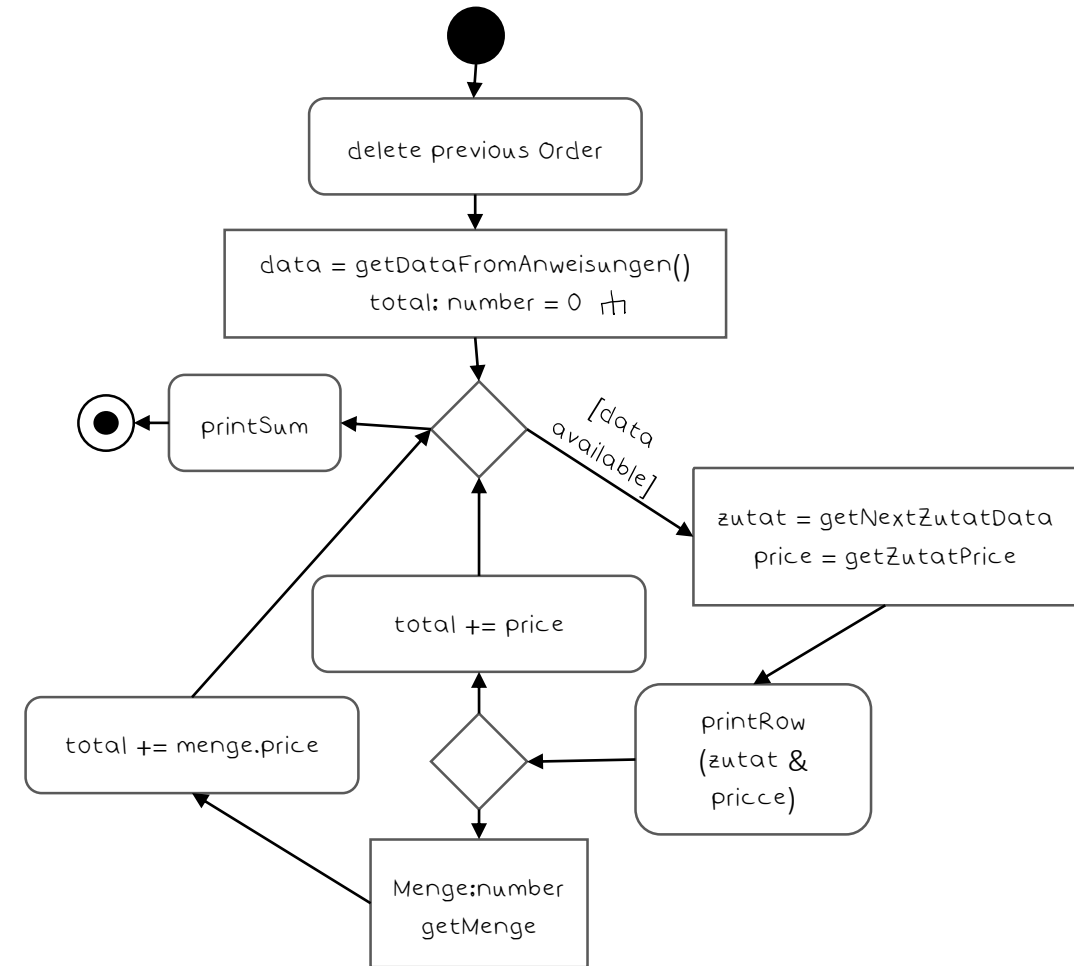 delete previous Order
data = getDataFromAnweisungen()
total: number = 0
printSum
[data
available]
zutat = getNextZutatData
price = getZutatPrice
total += price
printRow
(zutat &
pricce)
total += menge.price
Menge:number
getMenge